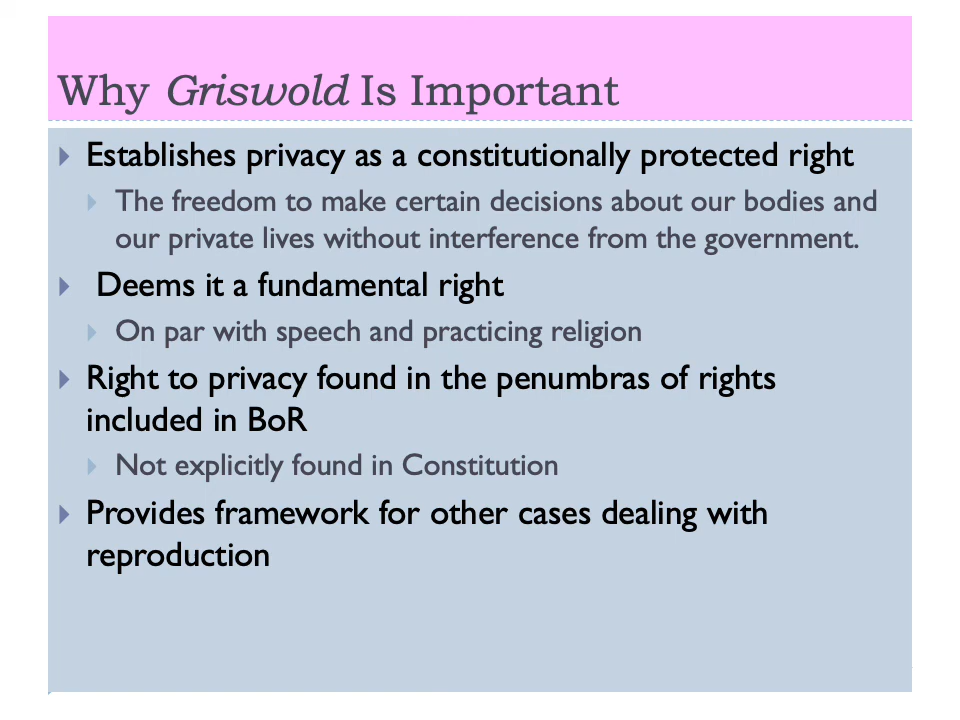 Why Griswold Is Important
Establishes privacy as a constitutionally protected right
The freedom to make certain decisions about our bodies and
our private lives without interference from the government.
Deems it a fundamental right
On par with speech and practicing religion
Right to privacy found in the penumbras of rights
included in BoR
Not explicitly found in Constitution
Provides framework for other cases dealing with
reproduction